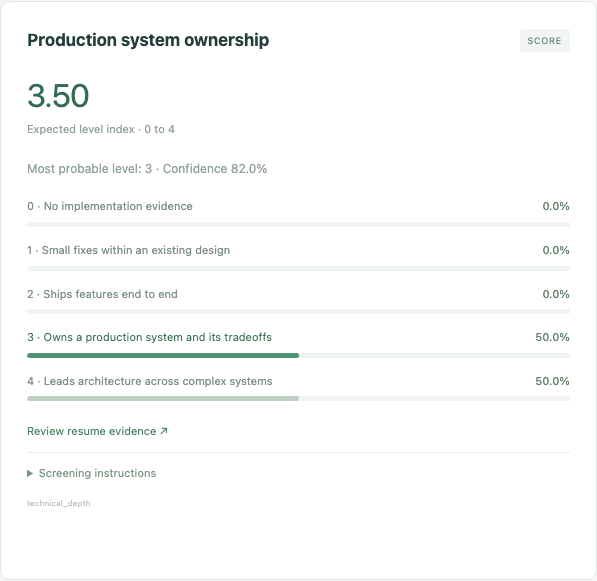 Production system ownership
SCORE
3.50
Expected level index · 0 to 4
Most probable level: 3 · Confidence 82.0%
0 · No implementation evidence 0.0%
1 · Small fixes within an existing design 0.0%
2 · Ships features end to end 0.0%
3 · Owns a production system and its tradeoffs 50.0%
4 · Leads architecture across complex systems 50.0%
Review resume evidence ↗
▶ Screening instructions
technical_depth